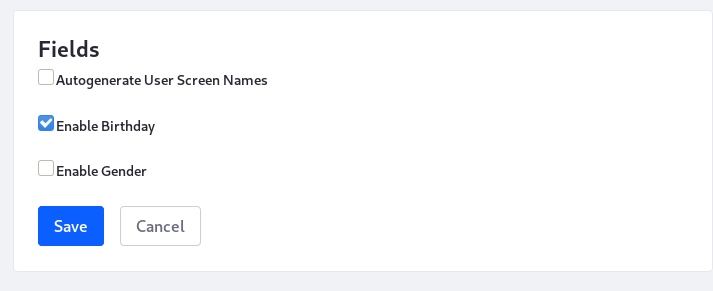 Fields
Autogenerate User Screen Names
Enable Birthday
Enable Gender
Save
Cancel